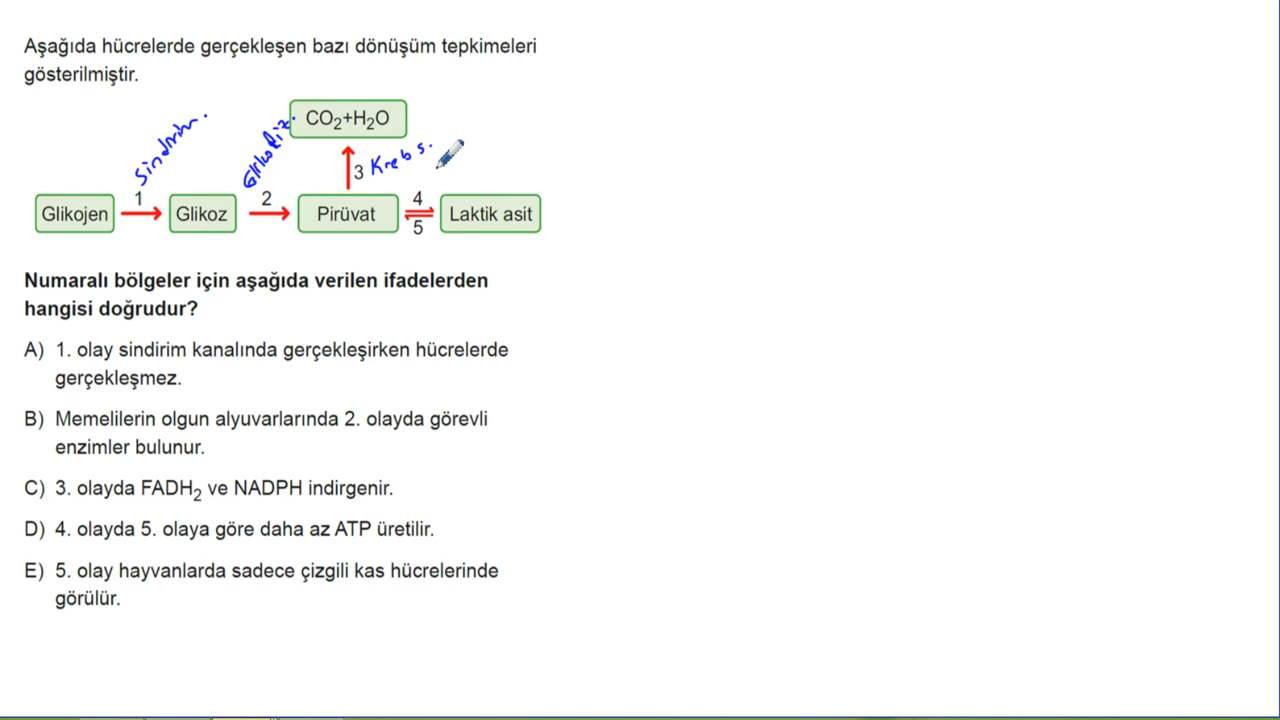 Aşağıda hücrelerde gerçekleşen bazı dönüşüm tepkimeleri
gösterilmiştir.
Sindirim.
Glikoliz.
CO₂+H₂O
3 Krebs.
Glikojen
1
Glikoz
2
Pirüvat
4
5
Laktik asit
Numaralı bölgeler için aşağıda verilen ifadelerden
hangisi doğrudur?
A) 1. olay sindirim kanalında gerçekleşirken hücrelerde
gerçekleşmez.
B) Memelilerin olgun alyuvarlarında 2. olayda görevli
enzimler bulunur.
C) 3. olayda FADH₂ ve NADPH indirgenir.
D) 4. olayda 5. olaya göre daha az ATP üretilir.
E) 5. olay hayvanlarda sadece çizgili kas hücrelerinde
görülür.